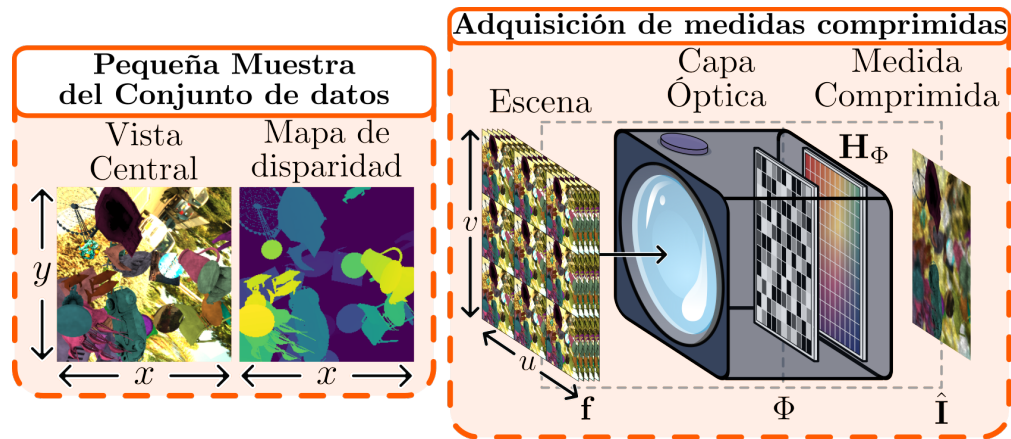 Pequeña Muestra
del Conjunto de datos
Vista
Central
Mapa de
disparidad
y
x
x
Adquisición de medidas comprimidas
Escena
Capa
Óptica
Medida
Comprimida
H_Φ
v
u
f
Φ
Î